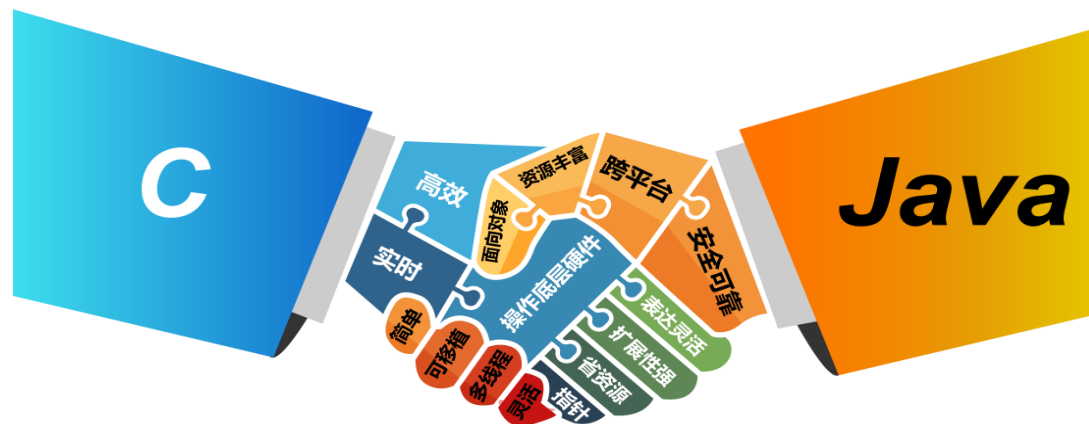 C
高效
实时
面向对象
资源丰富
跨平台
安全可靠
操作底层硬件
简单
可移植
多线程
灵活
指针
省资源
扩展性强
表达灵活
Java